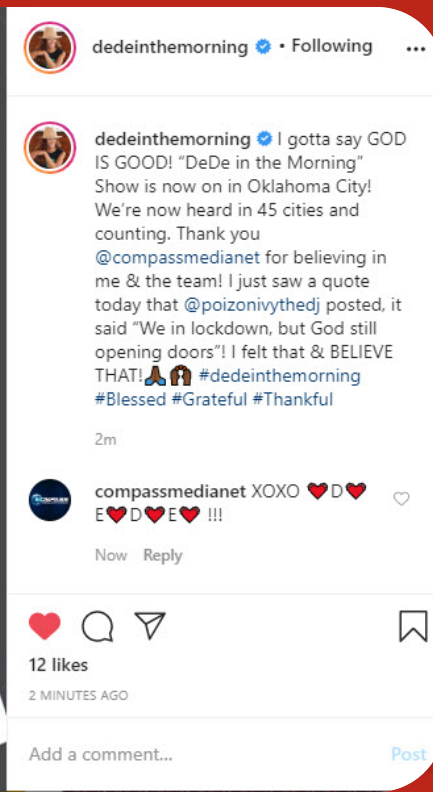 dedeinthemorning • Following
dedeinthemorning I gotta say GOD
IS GOOD! “DeDe in the Morning”
Show is now on in Oklahoma City!
We’re now heard in 45 cities and
counting. Thank you
@compassmedianet for believing in
me & the team! I just saw a quote
today that @poizonivythedj posted, it
said “We in lockdown, but God still
opening doors”! I felt that & BELIEVE
THAT!🙏🏾🙌🏾 #dedeinthemorning
#Blessed #Grateful #Thankful
2m
compassmedianet XOXO ❤️D❤️
E❤️D❤️E❤️ !!!
Now Reply
12 likes
2 MINUTES AGO
Add a comment... Post